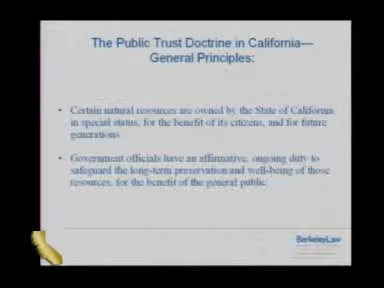 The Public Trust Doctrine in California—
General Principles:
• Certain natural resources are owned by the State of California
in special status, for the benefit of its citizens, and for future
generations
• Government officials have an affirmative, ongoing duty to
safeguard the long-term preservation and well-being of those
resources, for the benefit of the general public.
BerkeleyLaw